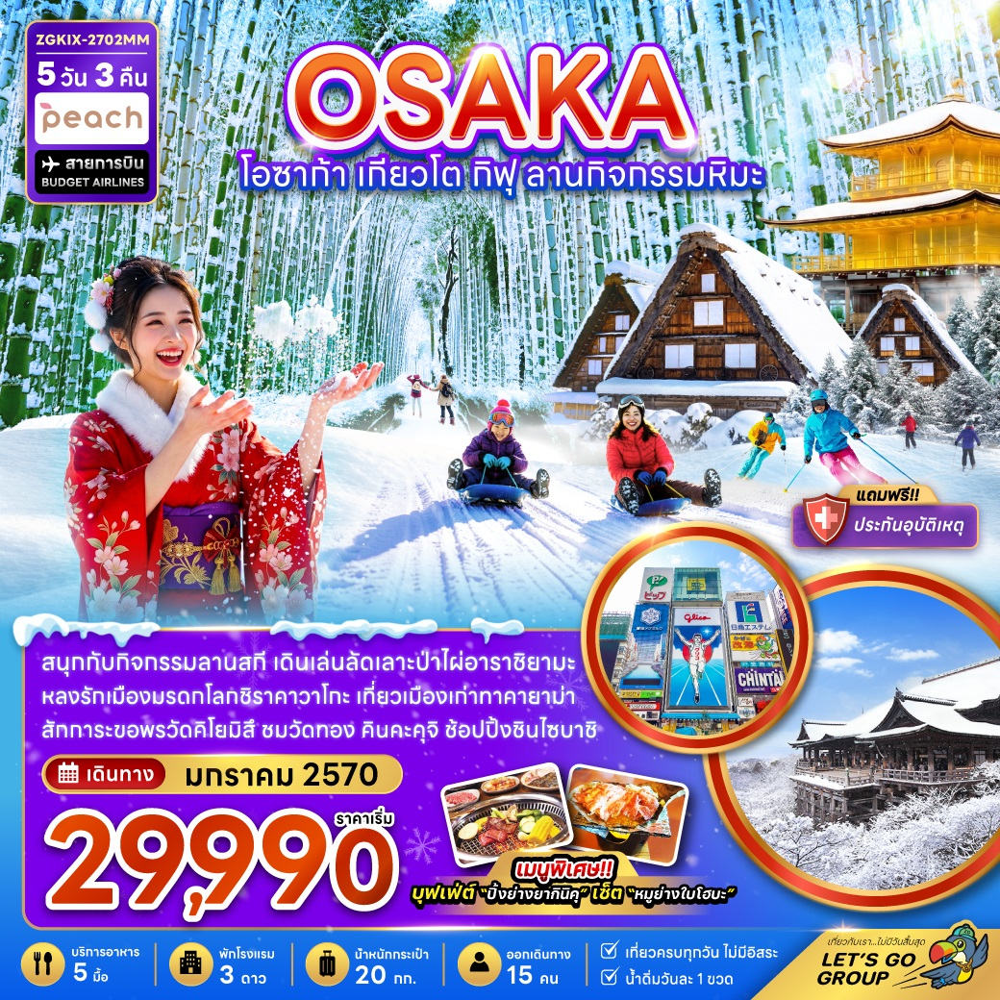 ZGKIX-2702MM
5 วัน 3 คืน
peach
สายการบิน
BUDGET AIRLINES
OSAKA
โอซาก้า เกียวโต กิฟุ ลานกิจกรรมหิมะ
แถมฟรี!!
ประกันอุบัติเหตุ
glico
日商エステム
CHINTAI
สนุกกับกิจกรรมลานสกี เดินเล่นลัดเลาะป่าไผ่อาราชิยามะ
หลงรักเมืองมรดกโลกชิราคาวาโกะ เที่ยวเมืองเก่าทาคายาม่า
สักการะขอพรวัดคิโยมิสึ ชมวัดทอง คินคะคุจิ ช้อปปิ้งชินไซบาชิ
เดินทาง มกราคม 2570
ราคาเริ่ม
29,990
เมนูพิเศษ!!
บุฟเฟ่ต์ "ปิ้งย่างยากินิคุ" เซ็ต "หมูย่างใบโฮบะ"
บริการอาหาร
5 มื้อ
พักโรงแรม
3 ดาว
น้ำหนักกระเป๋า
20 กก.
ออกเดินทาง
15 คน
เที่ยวครบทุกวัน ไม่มีอิสระ
น้ำดื่มวันละ 1 ขวด
เที่ยวกับเรา...ไม่มีวันสิ้นสุด
LET'S GO
GROUP